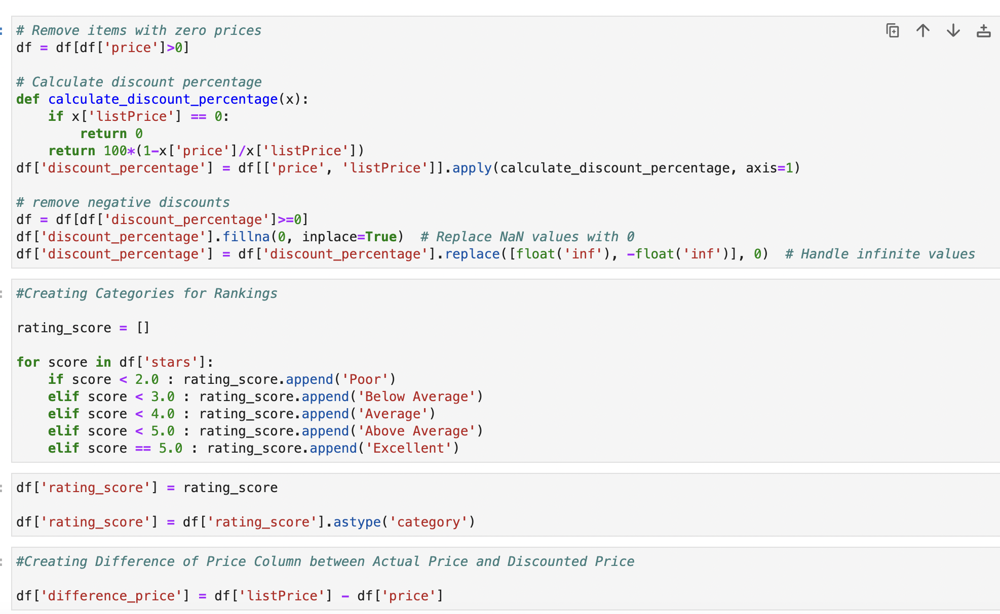 # Remove items with zero prices
df = df[df['price']>0]
# Calculate discount percentage
def calculate_discount_percentage(x):
    if x['listPrice'] == 0:
        return 0
    return 100*(1-x['price']/x['listPrice'])
df['discount_percentage'] = df[['price', 'listPrice']].apply(calculate_discount_percentage, axis=1)
# remove negative discounts
df = df[df['discount_percentage']>=0]
df['discount_percentage'].fillna(0, inplace=True)  # Replace NaN values with 0
df['discount_percentage'] = df['discount_percentage'].replace([float('inf'), -float('inf')], 0)  # Handle infinite values
#Creating Categories for Rankings
rating_score = []
for score in df['stars']:
    if score < 2.0 : rating_score.append('Poor')
    elif score < 3.0 : rating_score.append('Below Average')
    elif score < 4.0 : rating_score.append('Average')
    elif score < 5.0 : rating_score.append('Above Average')
    elif score == 5.0 : rating_score.append('Excellent')
df['rating_score'] = rating_score
df['rating_score'] = df['rating_score'].astype('category')
#Creating Difference of Price Column between Actual Price and Discounted Price
df['difference_price'] = df['listPrice'] - df['price']